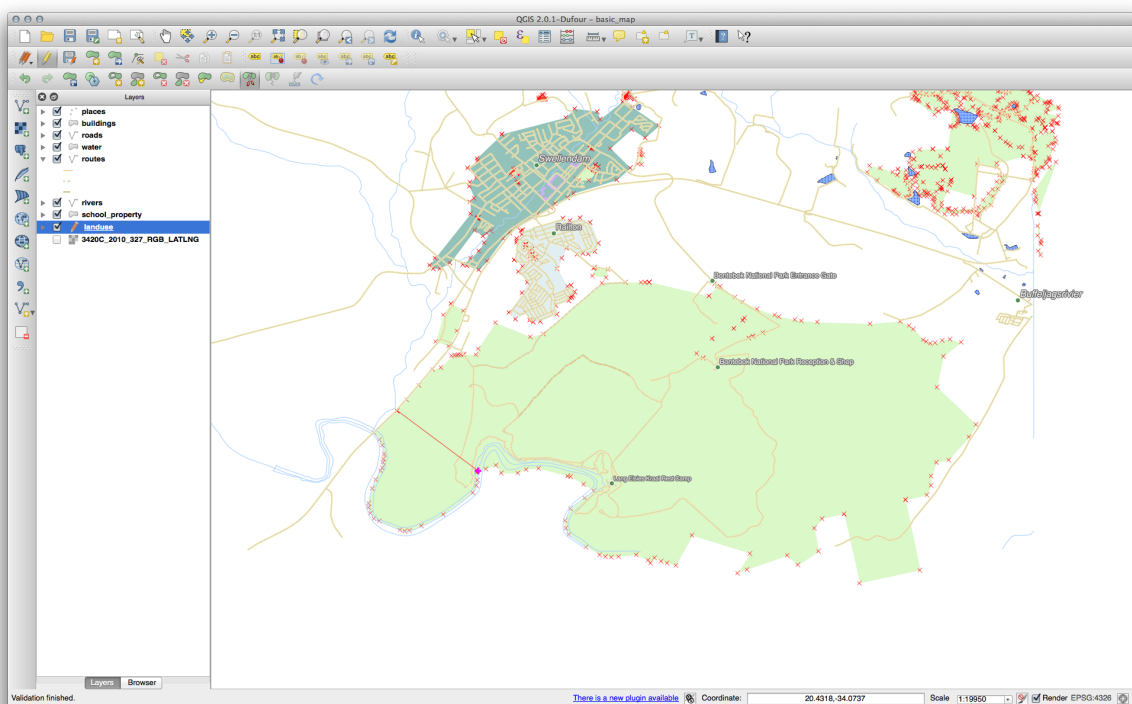 QGIS 2.0.1-Dufour - basic_map
Layers
places
buildings
roads
water
routes
rivers
school_property
landuse
3420C_2010_327_RGB_LATLNG
Swellendam
Railton
Bontebok National Park Entrance Gate
Buffeljagsrivier
Bontebok National Park Reception & Shop
Lang Elsies Kraal Rest Camp
Layers Browser
Validation finished.
There is a new plugin available
Coordinate: 20.4318,-34.0737
Scale 1:19950
Render EPSG:4326